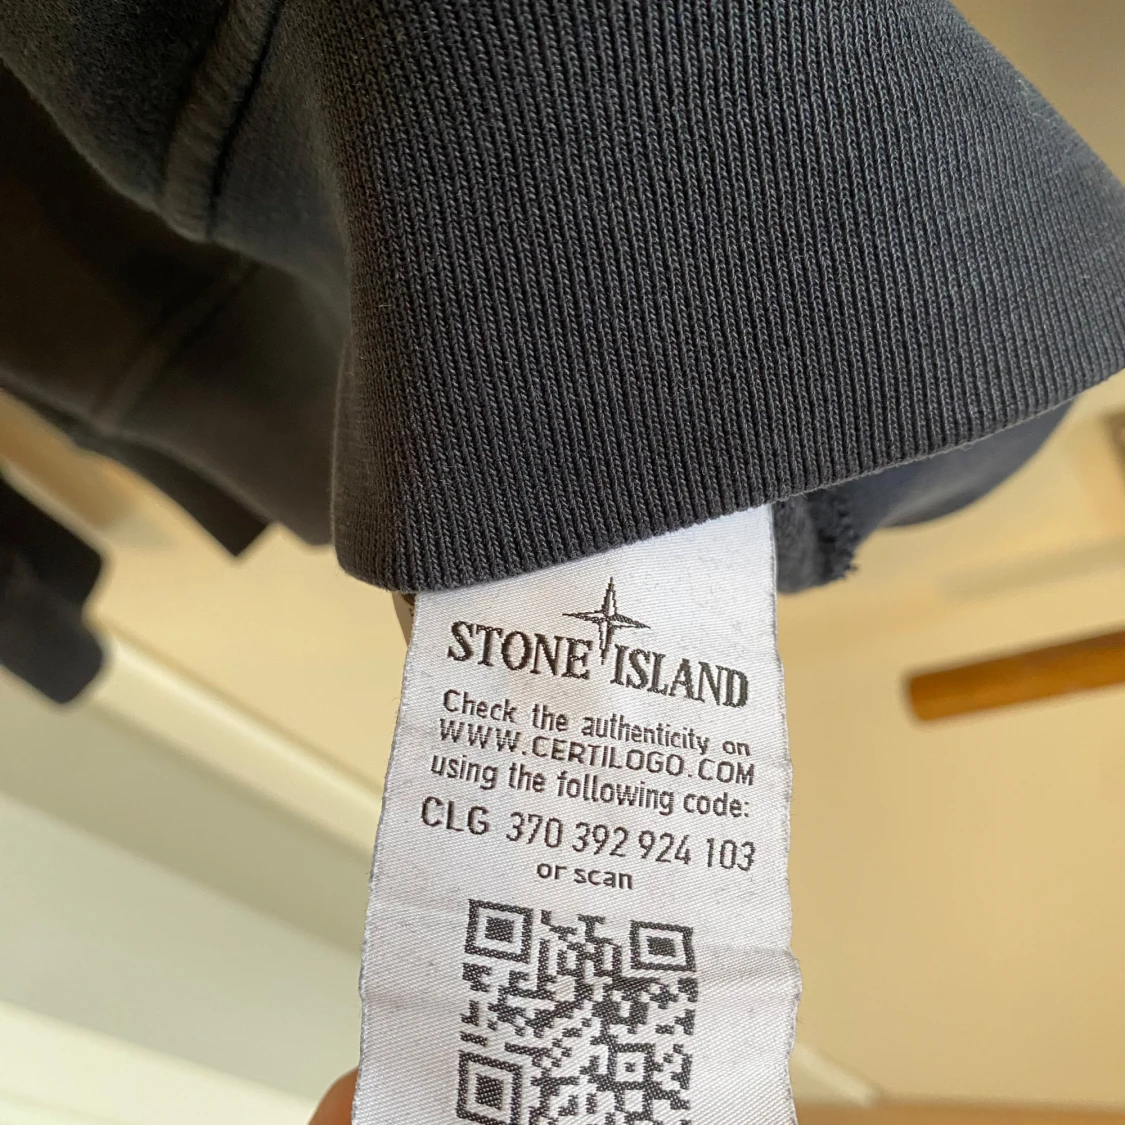 STONE ISLAND
Check the authenticity on
WWW.CERTILOGO.COM
using the following code:
CLG 370 392 924 103
or scan